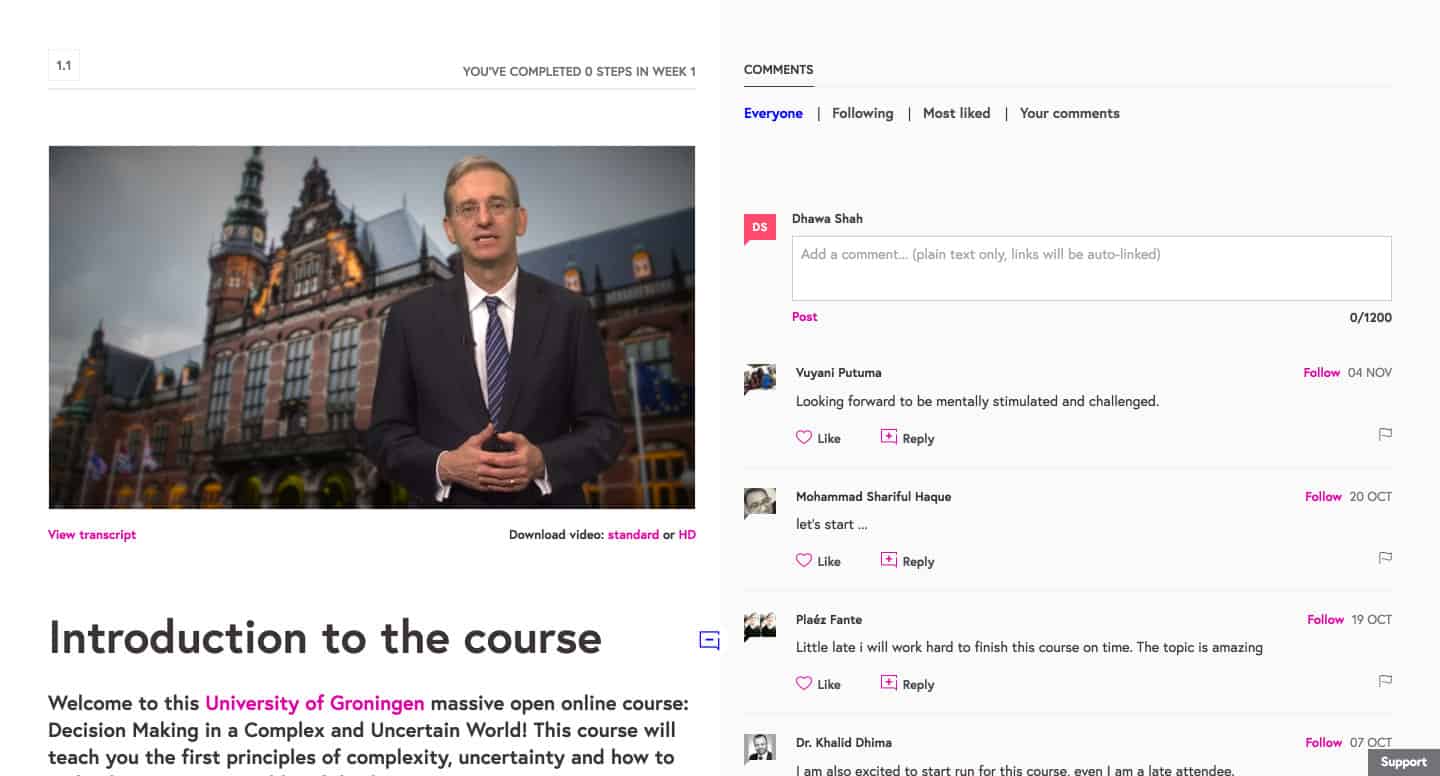 1.1
YOU'VE COMPLETED 0 STEPS IN WEEK 1
View transcript
Download video: standard or HD
Introduction to the course
Welcome to this University of Groningen massive open online course:
Decision Making in a Complex and Uncertain World! This course will
teach you the first principles of complexity, uncertainty and how to
COMMENTS
Everyone | Following | Most liked | Your comments
DS
Dhawa Shah
Add a comment... (plain text only, links will be auto-linked)
Post
0/1200
Vuyani Putuma
Follow 04 NOV
Looking forward to be mentally stimulated and challenged.
Like
Reply
Mohammad Shariful Haque
Follow 20 OCT
let's start ...
Like
Reply
Plaéz Fante
Follow 19 OCT
Little late i will work hard to finish this course on time. The topic is amazing
Like
Reply
Dr. Khalid Dhima
Follow 07 OCT
I am also excited to start run for this course, even I am a late attendee.
Support